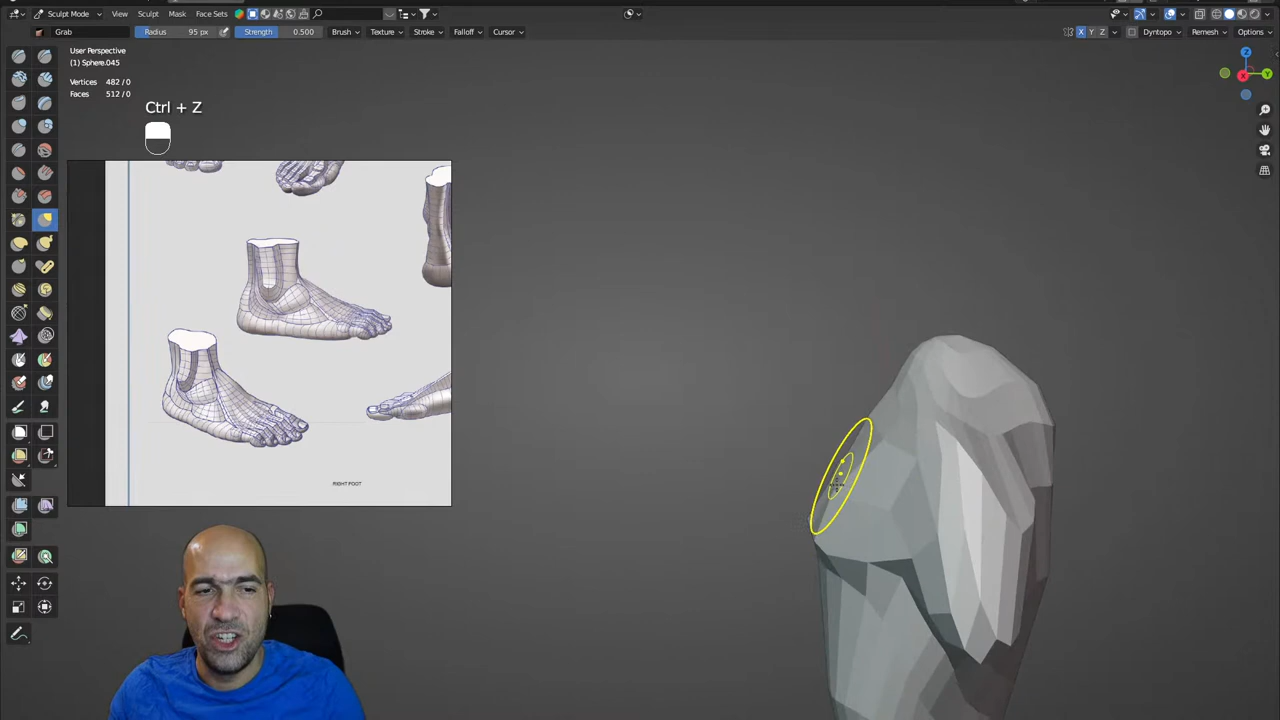 Sculpt Mode View Sculpt Mask Face Sets
Grab Radius 95 px Strength 0.500 Brush Texture Stroke Falloff Cursor X Y Z Dyntopo Remesh Options
User Perspective
(1) Sphere.045
Vertices 482 / 0
Faces 512 / 0
Ctrl + Z
Z
X Y
RIGHT FOOT